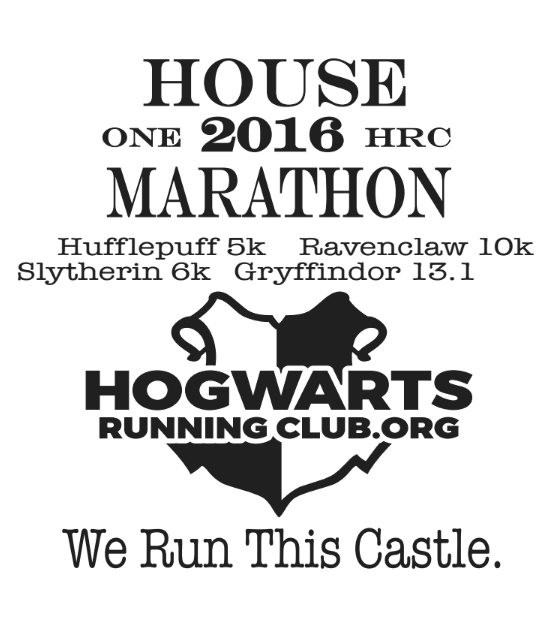 HOUSE
ONE 2016 HRC
MARATHON
Hufflepuff 5k Ravenclaw 10k
Slytherin 6k Gryffindor 13.1
HOGWARTS
RUNNING CLUB.ORG
We Run This Castle.